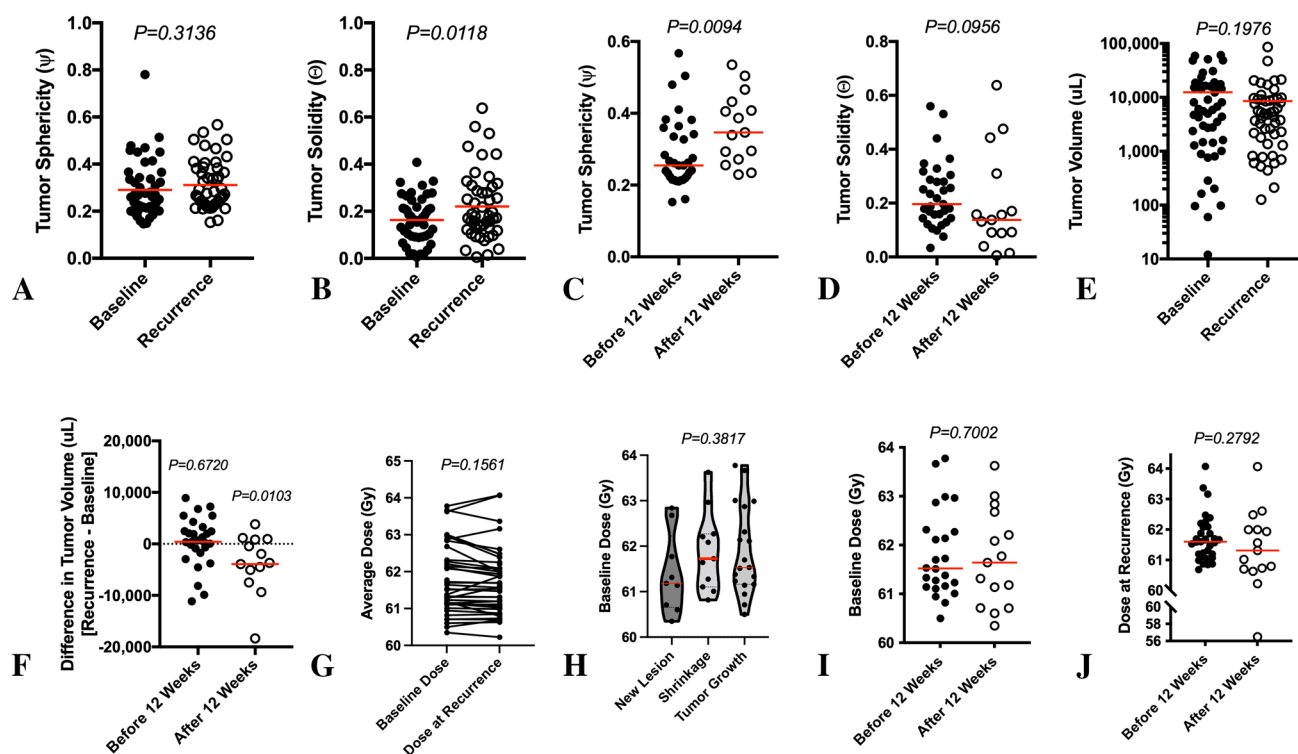 P=0.3136
Tumor Sphericity (ψ)
1.0
0.8
0.6
0.4
0.2
0.0
Baseline
Recurrence
A
P=0.0118
Tumor Solidity (Θ)
1.0
0.8
0.6
0.4
0.2
0.0
Baseline
Recurrence
B
P=0.0094
Tumor Sphericity (ψ)
0.6
0.4
0.2
0.0
Before 12 Weeks
After 12 Weeks
C
P=0.0956
Tumor Solidity (Θ)
0.8
0.6
0.4
0.2
0.0
Before 12 Weeks
After 12 Weeks
D
P=0.1976
Tumor Volume (uL)
100,000
10,000
1,000
100
10
Baseline
Recurrence
E
Difference in Tumor Volume (uL)
[Recurrence - Baseline]
20,000
10,000
0
-10,000
-20,000
P=0.6720
P=0.0103
Before 12 Weeks
After 12 Weeks
F
P=0.1561
Average Dose (Gy)
65
64
63
62
61
60
Baseline Dose
Dose at Recurrence
G
P=0.3817
Baseline Dose (Gy)
64
63
62
61
60
New Lesion
Shrinkage
Tumor Growth
H
P=0.7002
Baseline Dose (Gy)
64
63
62
61
60
Before 12 Weeks
After 12 Weeks
I
P=0.2792
Dose at Recurrence (Gy)
64
63
62
61
60
60
58
56
Before 12 Weeks
After 12 Weeks
J